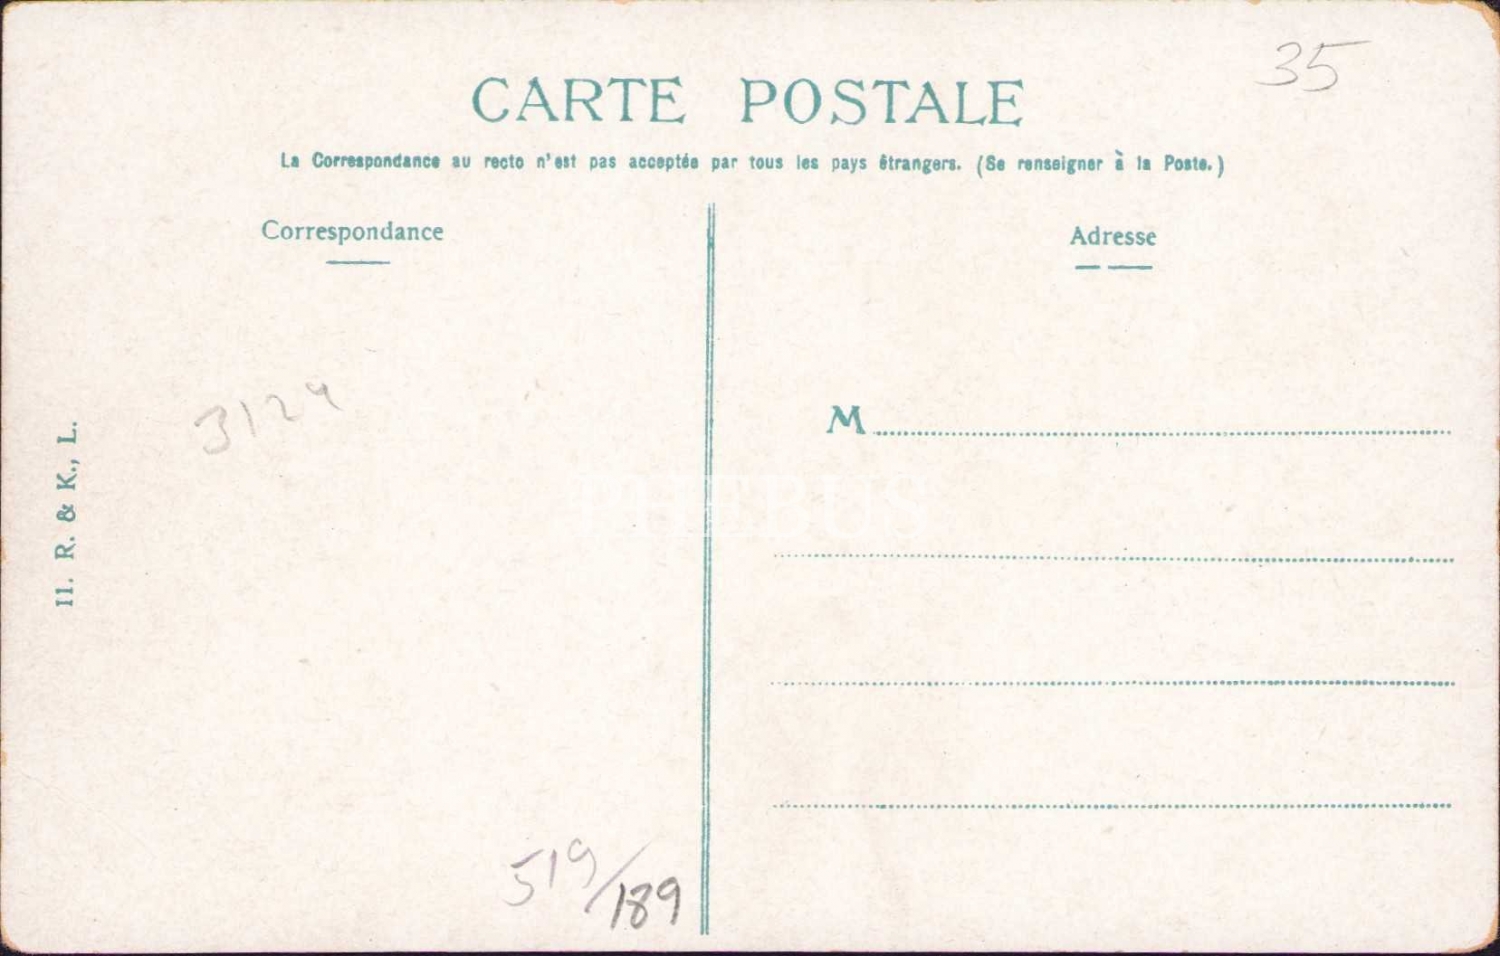 35
CARTE POSTALE
La Correspondance au recto n'est pas acceptée par tous les pays étrangers. (Se renseigner à la Poste.)
Correspondance
Adresse
3124
M
11. R. & K., L.
519/189